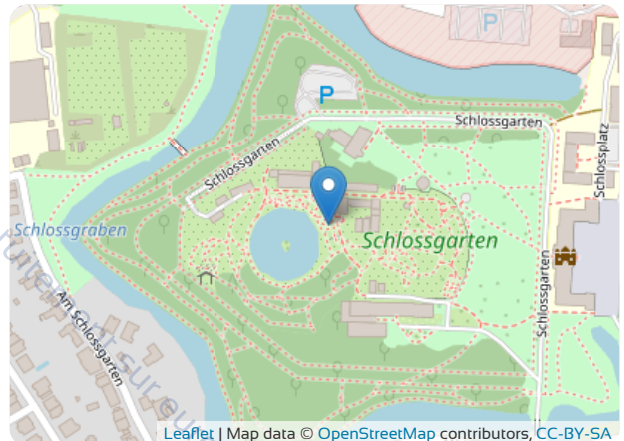 P
P
Schlossgarten
Schlossplatz
Schlossgarten
Schlossgraben
Schlossgarten
Schlossgarten
Am Schlossgarten
Leaflet | Map data © OpenStreetMap contributors, CC-BY-SA